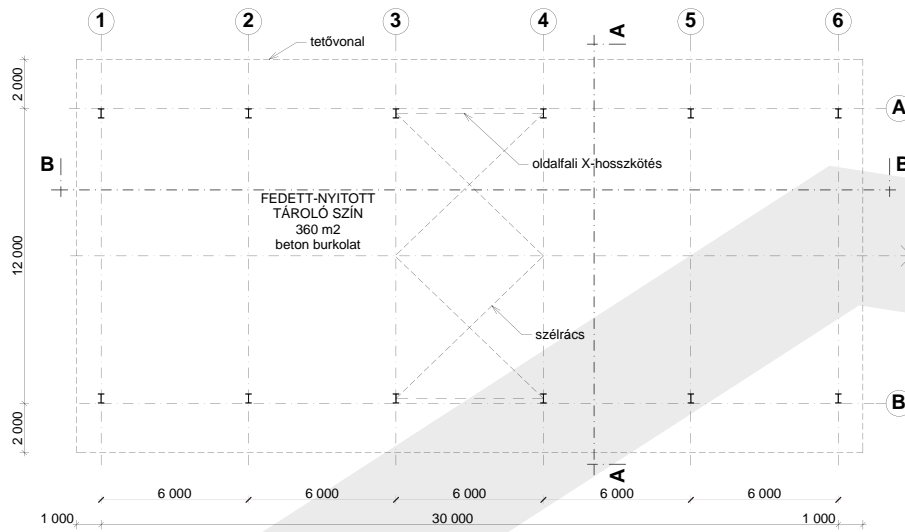 1 2 3 4 5 6
A
tetővonal
2 000
A
oldalfali X-hosszkötés
B B
FEDETT-NYITOTT
TÁROLÓ SZÍN
360 m2
beton burkolat
12 000
szélrács
B
2 000
A
6 000 6 000 6 000 6 000 6 000
1 000 30 000 1 000